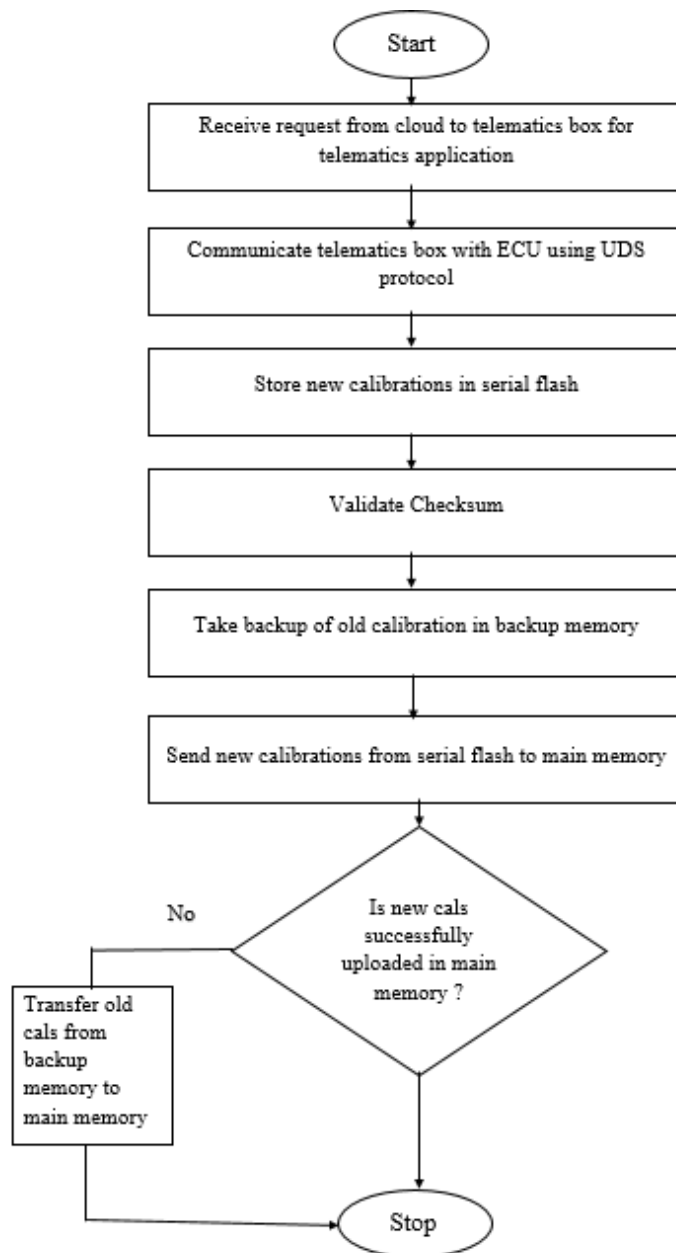 Start
Receive request from cloud to telematics box for
telematics application
Communicate telematics box with ECU using UDS
protocol
Store new calibrations in serial flash
Validate Checksum
Take backup of old calibration in backup memory
Send new calibrations from serial flash to main memory
Is new cals
successfully
uploaded in main
memory ?
No
Transfer old
cals from
backup
memory to
main memory
Stop